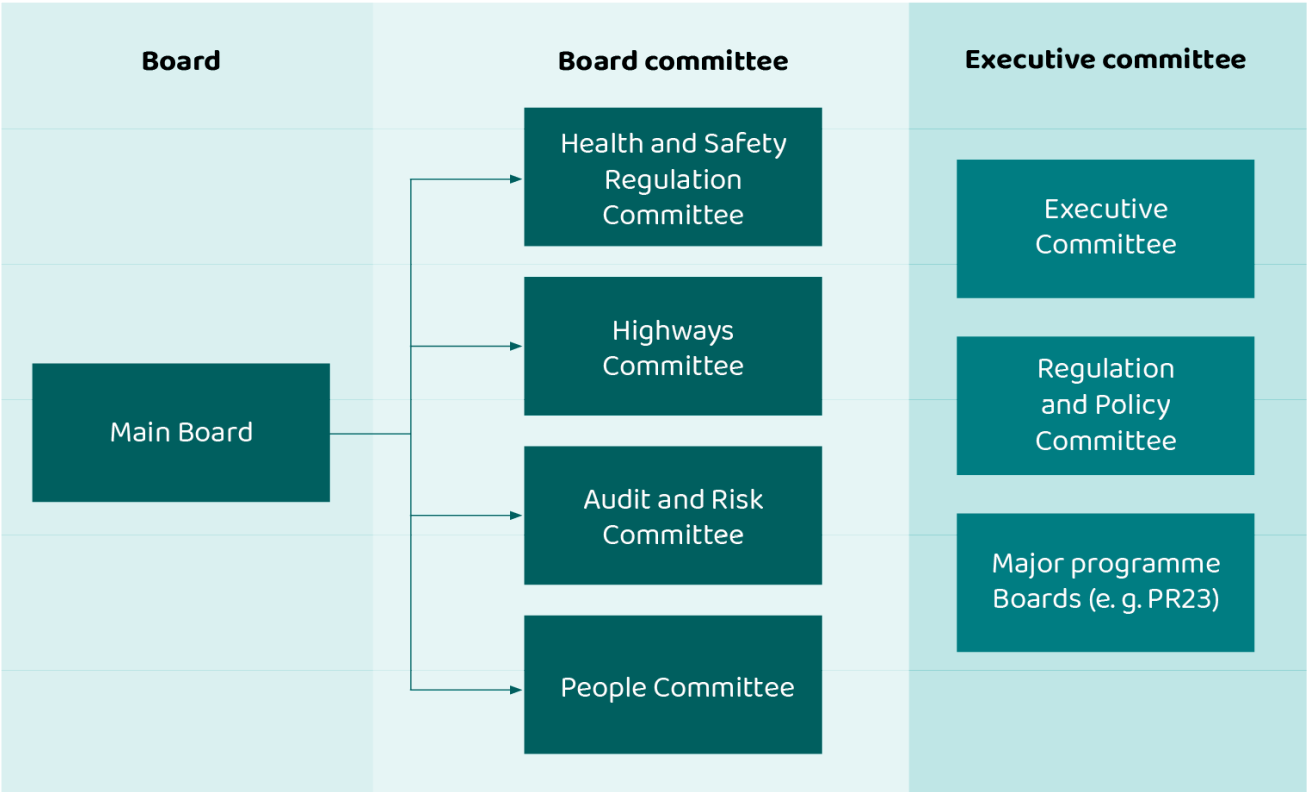 Board
Main Board
Board committee
Health and Safety
Regulation
Committee
Highways
Committee
Audit and Risk
Committee
People Committee
Executive committee
Executive
Committee
Regulation
and Policy
Committee
Major programme
Boards (e. g. PR23)